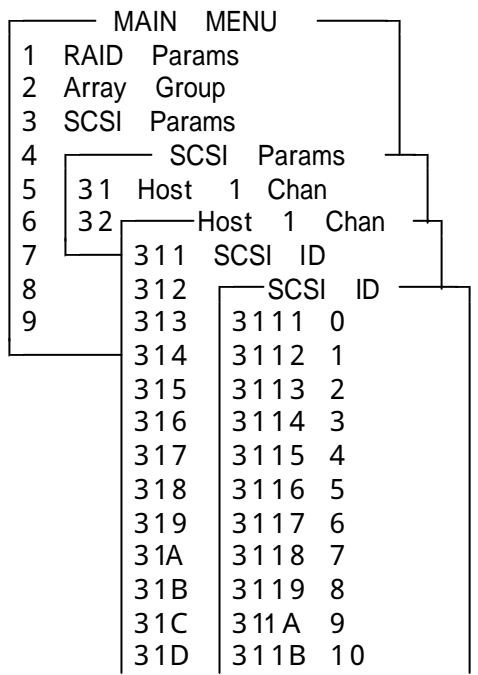 MAIN MENU
1 RAID Params
2 Array Group
3 SCSI Params
4 SCSI Params
5 31 Host 1 Chan
6 32 Host 1 Chan
7 311 SCSI ID
8 312 SCSI ID
9 313 3111 0
314 3112 1
315 3113 2
316 3114 3
317 3115 4
318 3116 5
319 3117 6
31A 3118 7
31B 3119 8
31C 311A 9
31D 311B 10